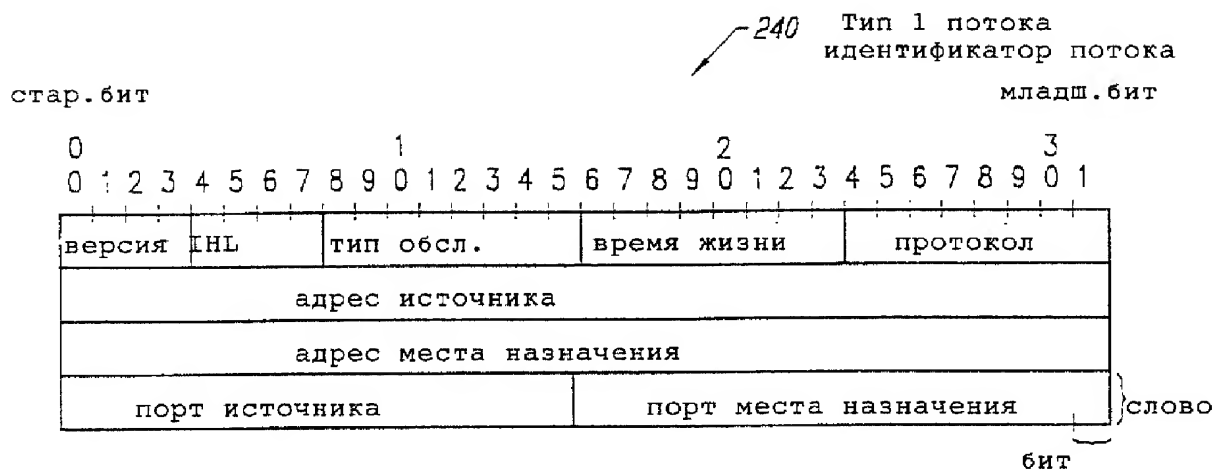 240 Тип 1 потока
идентификатор потока
стар.бит младш.бит
0 1 2 3
0 1 2 3 4 5 6 7 8 9 0 1 2 3 4 5 6 7 8 9 0 1 2 3 4 5 6 7 8 9 0 1
версия IHL тип обсл. время жизни протокол
адрес источника
адрес места назначения
порт источника порт места назначения слово
бит